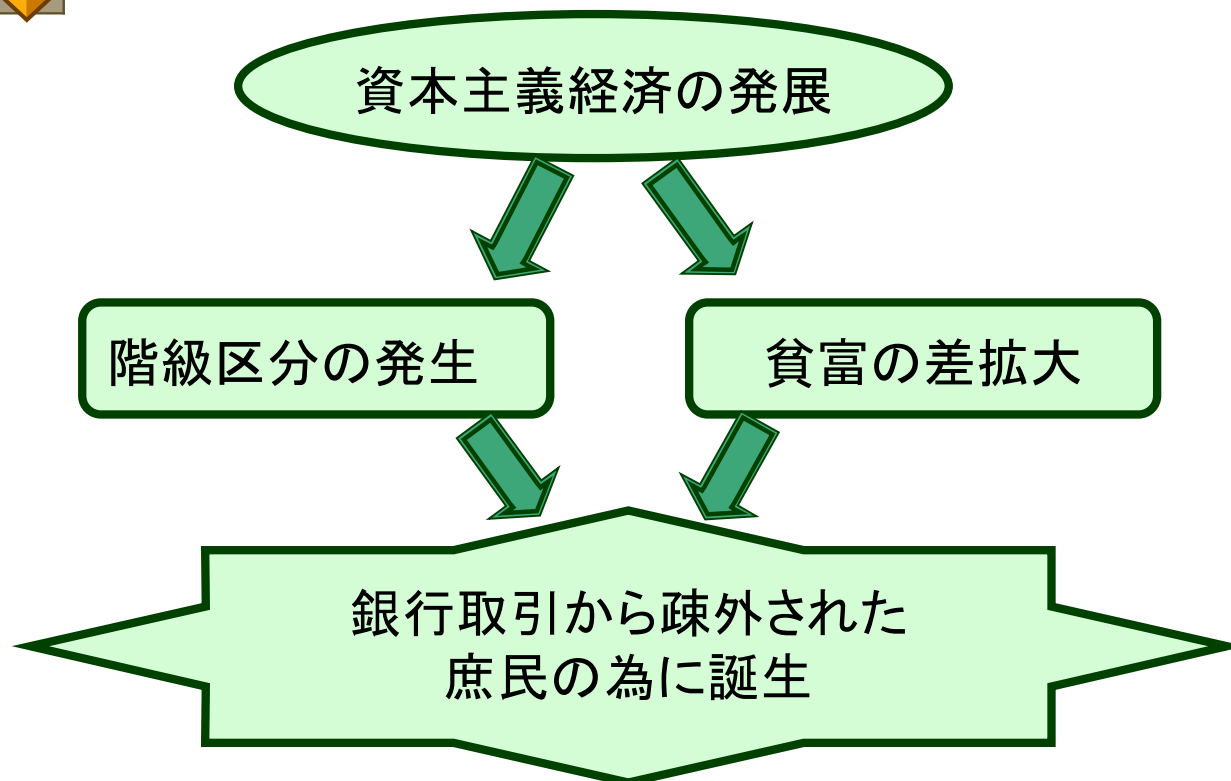 資本主義経済の発展
階級区分の発生
貧富の差拡大
銀行取引から疎外された
庶民の為に誕生